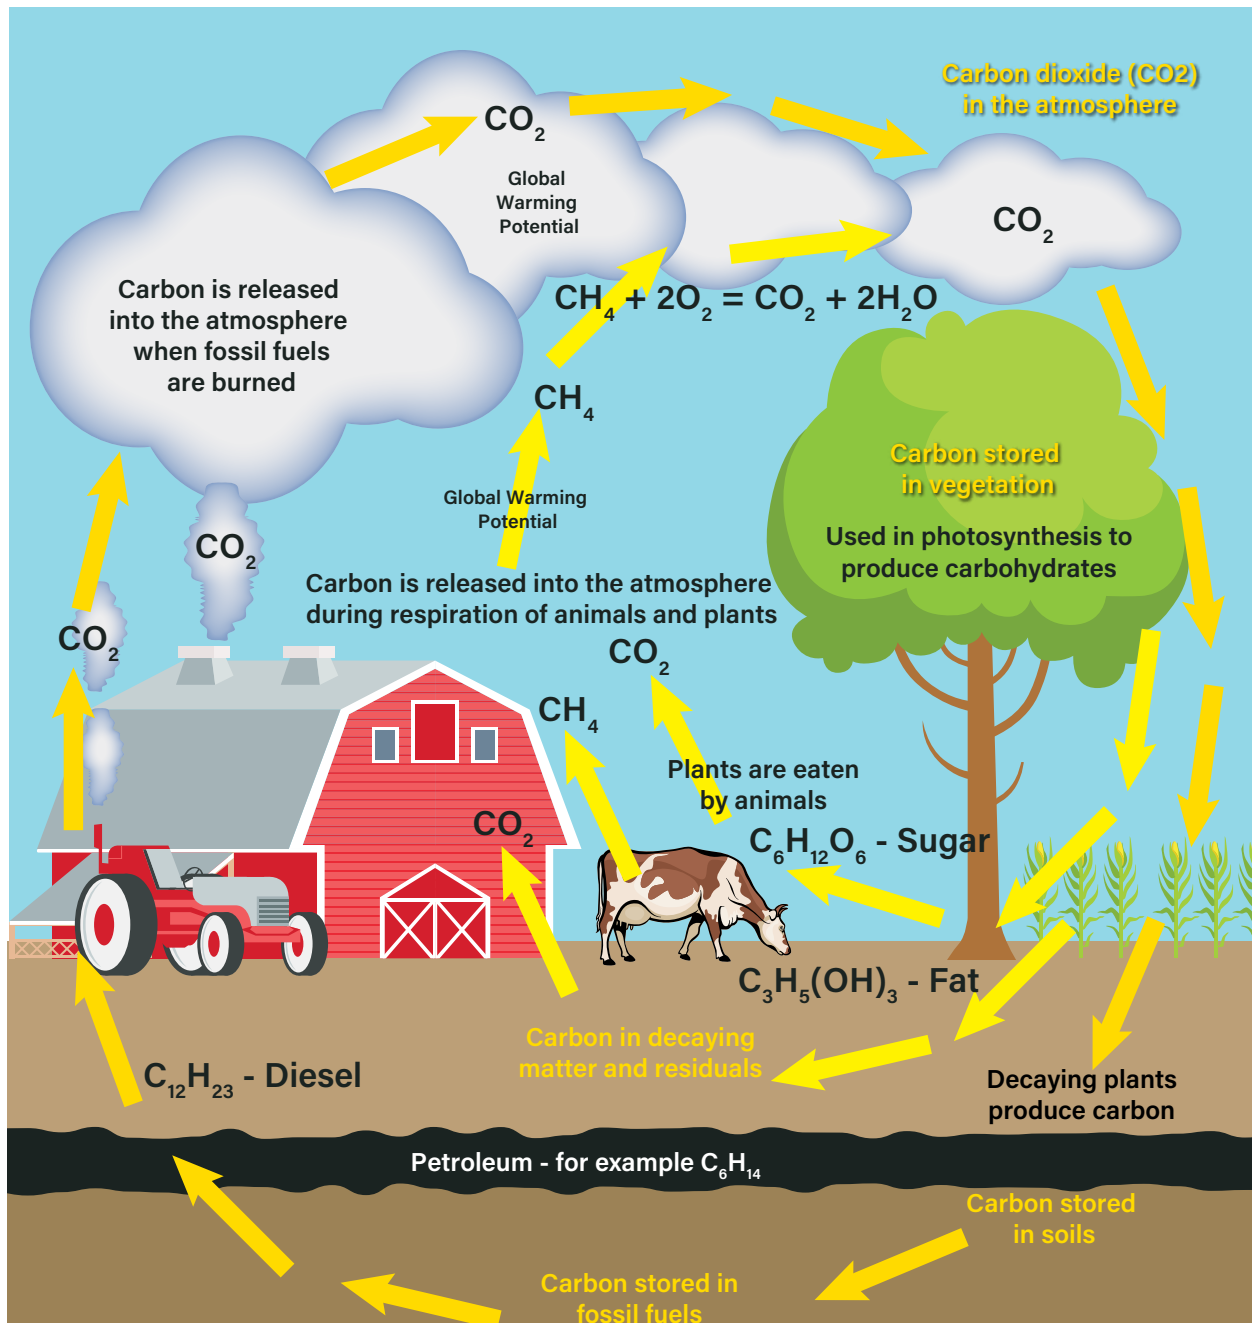 Carbon dioxide (CO2)
in the atmosphere
CO₂
Global
Warming
Potential
CO₂
Carbon is released
into the atmosphere
when fossil fuels
are burned
CH₄ + 2O₂ = CO₂ + 2H₂O
CH₄
Carbon stored
in vegetation
Used in photosynthesis to
produce carbohydrates
Global Warming
Potential
CO₂
Carbon is released into the atmosphere
during respiration of animals and plants
CO₂
CO₂
CH₄
Plants are eaten
by animals
CO₂
C₆H₁₂O₆ - Sugar
C₃H₅(OH)₃ - Fat
Carbon in decaying
matter and residuals
C₁₂H₂₃ - Diesel
Decaying plants
produce carbon
Petroleum - for example C₆H₁₄
Carbon stored
in soils
Carbon stored in
fossil fuels